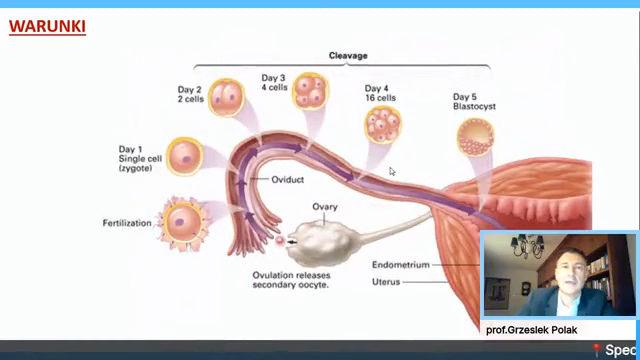 WARUNKI
Cleavage
Day 1
Single cell
(zygote)
Day 2
2 cells
Day 3
4 cells
Day 4
16 cells
Day 5
Blastocyst
Fertilization
Oviduct
Ovary
Ovulation releases
secondary oocyte.
Endometrium
Uterus
prof.Grzesiek Polak
Spec